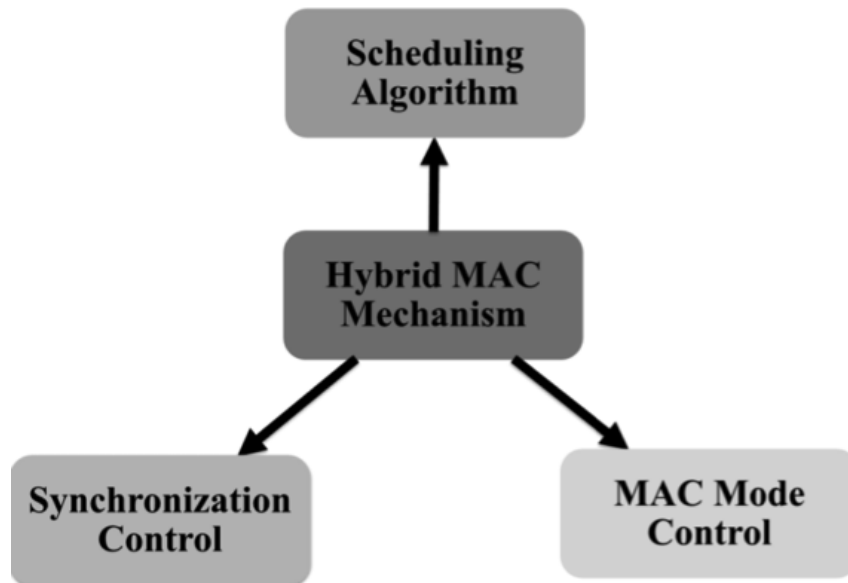 Scheduling
Algorithm
Hybrid MAC
Mechanism
Synchronization
Control
MAC Mode
Control